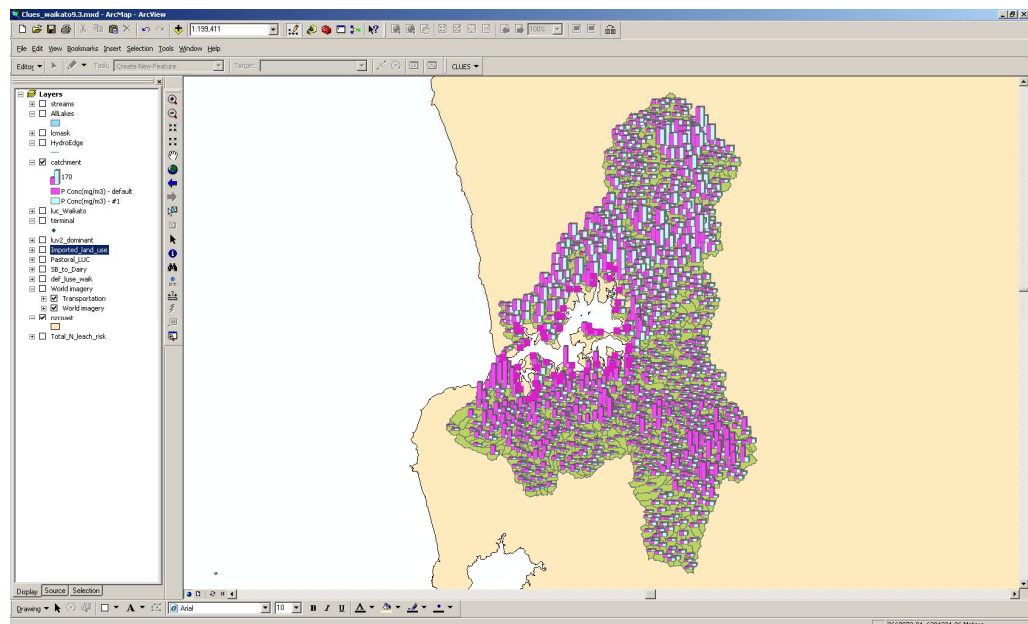 Clues_waikato9.3.mxd - ArcMap - ArcView
1:199,411
100%
File Edit View Bookmarks Insert Selection Tools Window Help
Editor Task: Create New Feature Target: CLUES
Layers
streams
AllLakes
lcmask
HydroEdge
catchment
170
P Conc(mg/m3) - default
P Conc(mg/m3) - #1
luc_Waikato
terminal
luv2_dominant
Imported_land_use
Pastoral_LUC
SB_to_Dairy
def_luse_waik
World imagery
Transportation
World imagery
nzcoast
Total_N_leach_risk
Display Source Selection
Drawing A Arial 10 B I U A